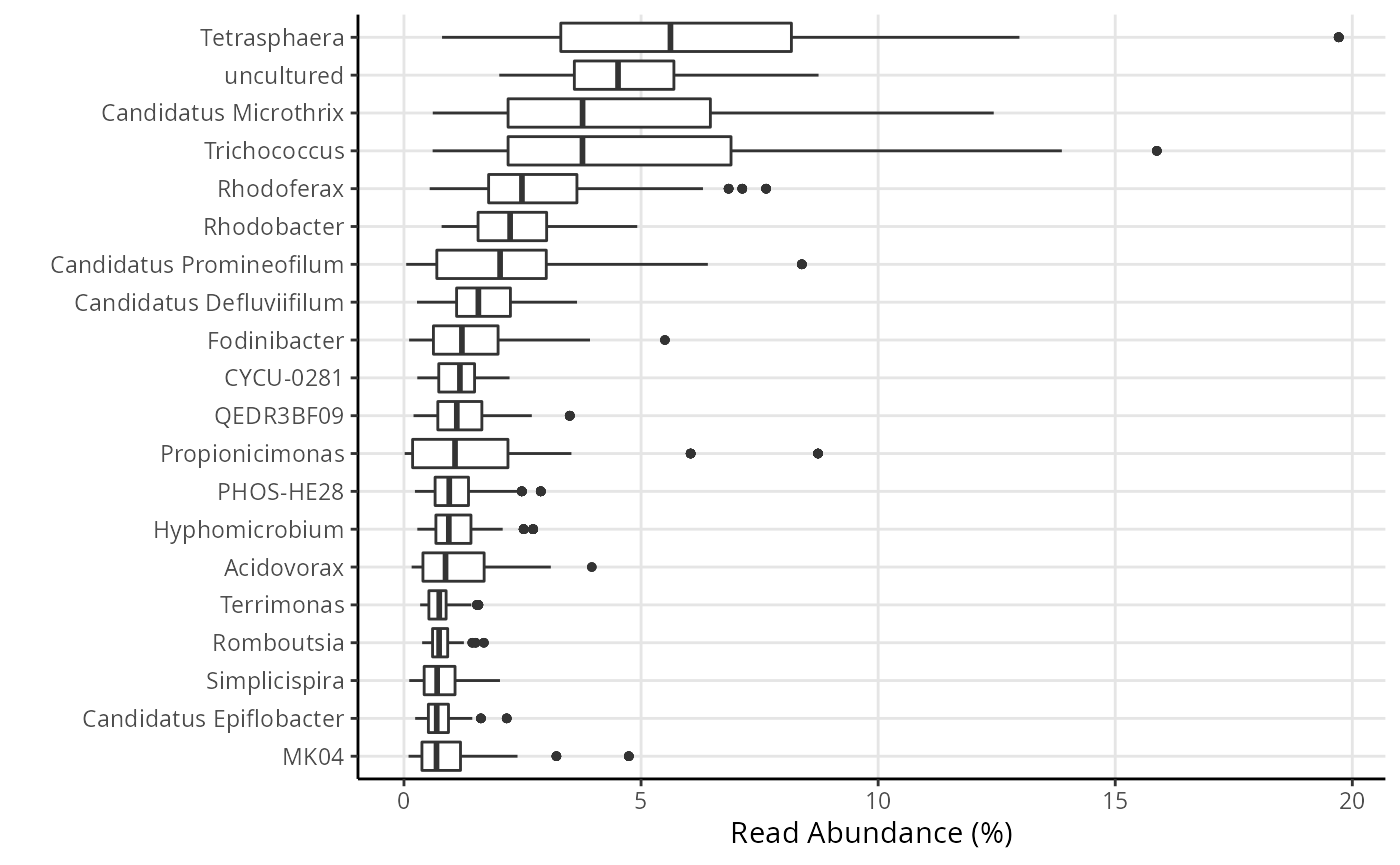 Tetrasphaera
uncultured
Candidatus Microthrix
Trichococcus
Rhodoferax
Rhodobacter
Candidatus Promineofilum
Candidatus Defluviifilum
Fodinibacter
CYCU-0281
QEDR3BF09
Propionicimonas
PHOS-HE28
Hyphomicrobium
Acidovorax
Terrimonas
Romboutsia
Simplicispira
Candidatus Epiflobacter
MK04
0 5 10 15 20
Read Abundance (%)